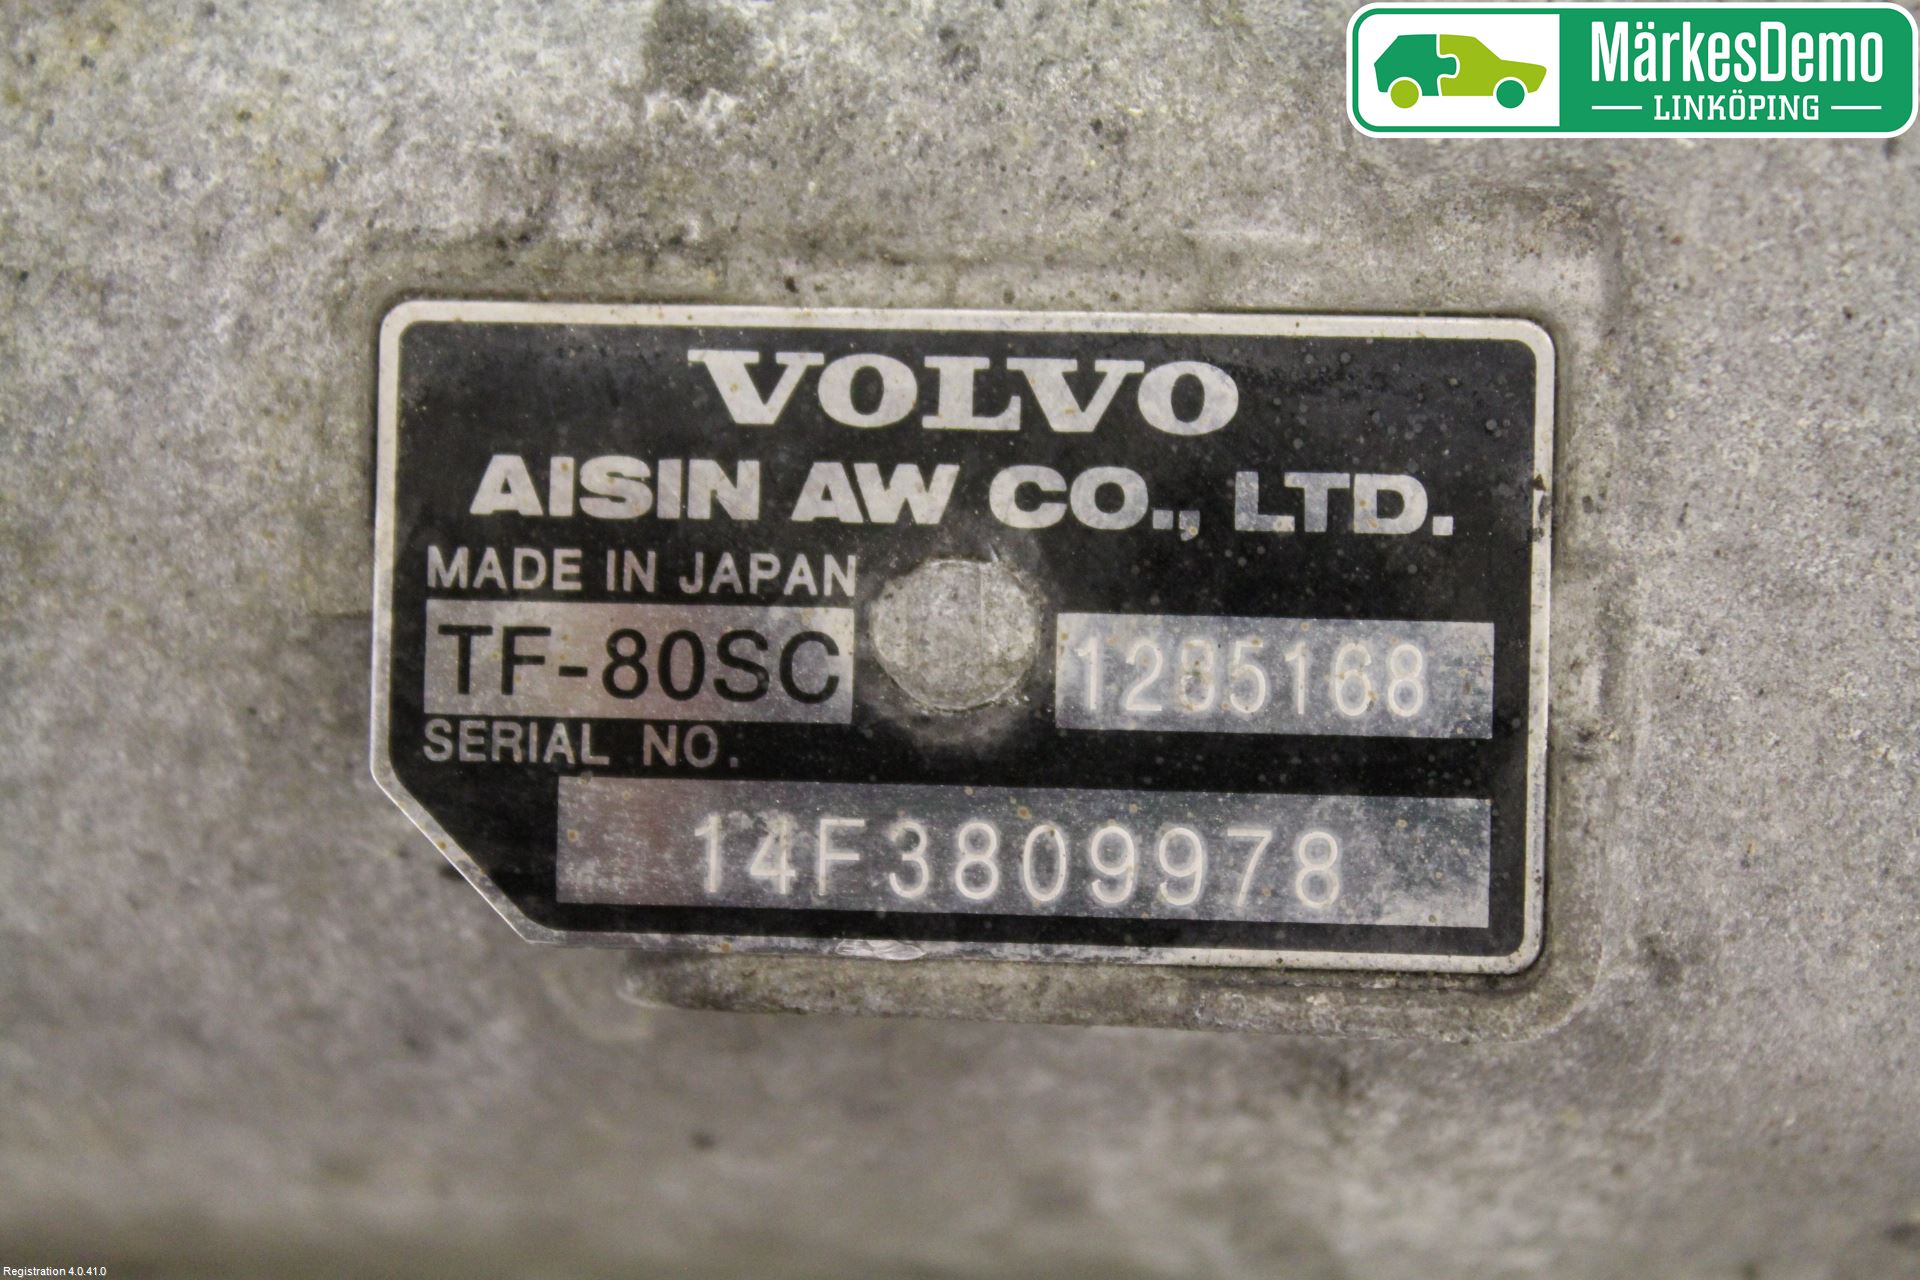 MärkesDemo
LINKÖPING
VOLVO
AISIN AW CO., LTD.
MADE IN JAPAN
TF-80SC 1285168
SERIAL NO.
14F3809978
Registration 4.0.41.0